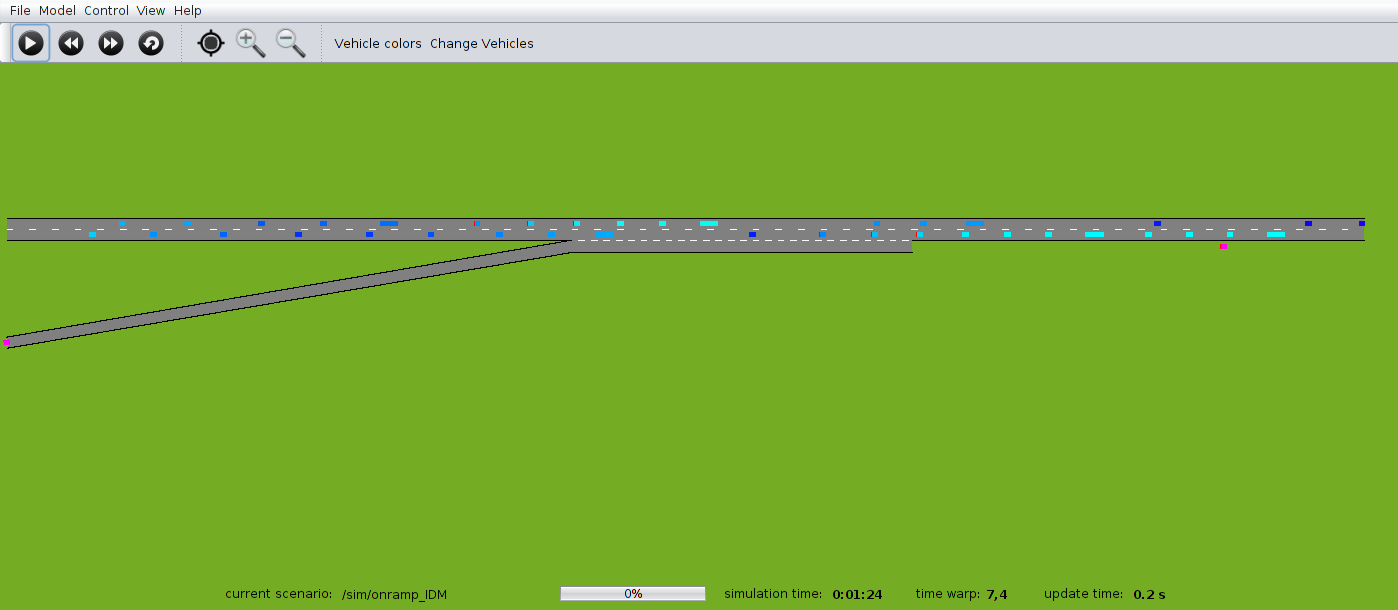 File Model Control View Help
Vehicle colors Change Vehicles
current scenario: /sim/onramp_IDM 0% simulation time: 0:01:24 time warp: 7,4 update time: 0.2 s